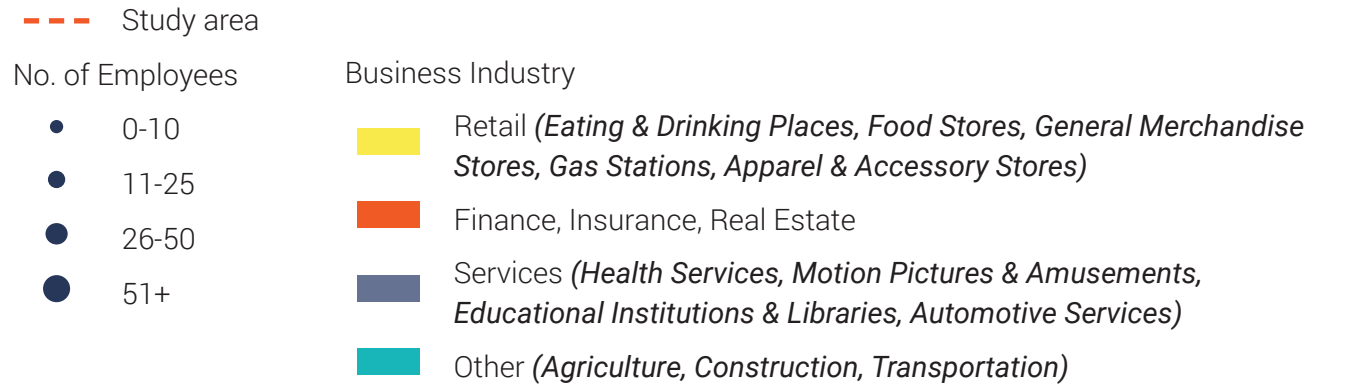 Study area
No. of Employees
0-10
11-25
26-50
51+
Business Industry
Retail (Eating & Drinking Places, Food Stores, General Merchandise
Stores, Gas Stations, Apparel & Accessory Stores)
Finance, Insurance, Real Estate
Services (Health Services, Motion Pictures & Amusements,
Educational Institutions & Libraries, Automotive Services)
Other (Agriculture, Construction, Transportation)